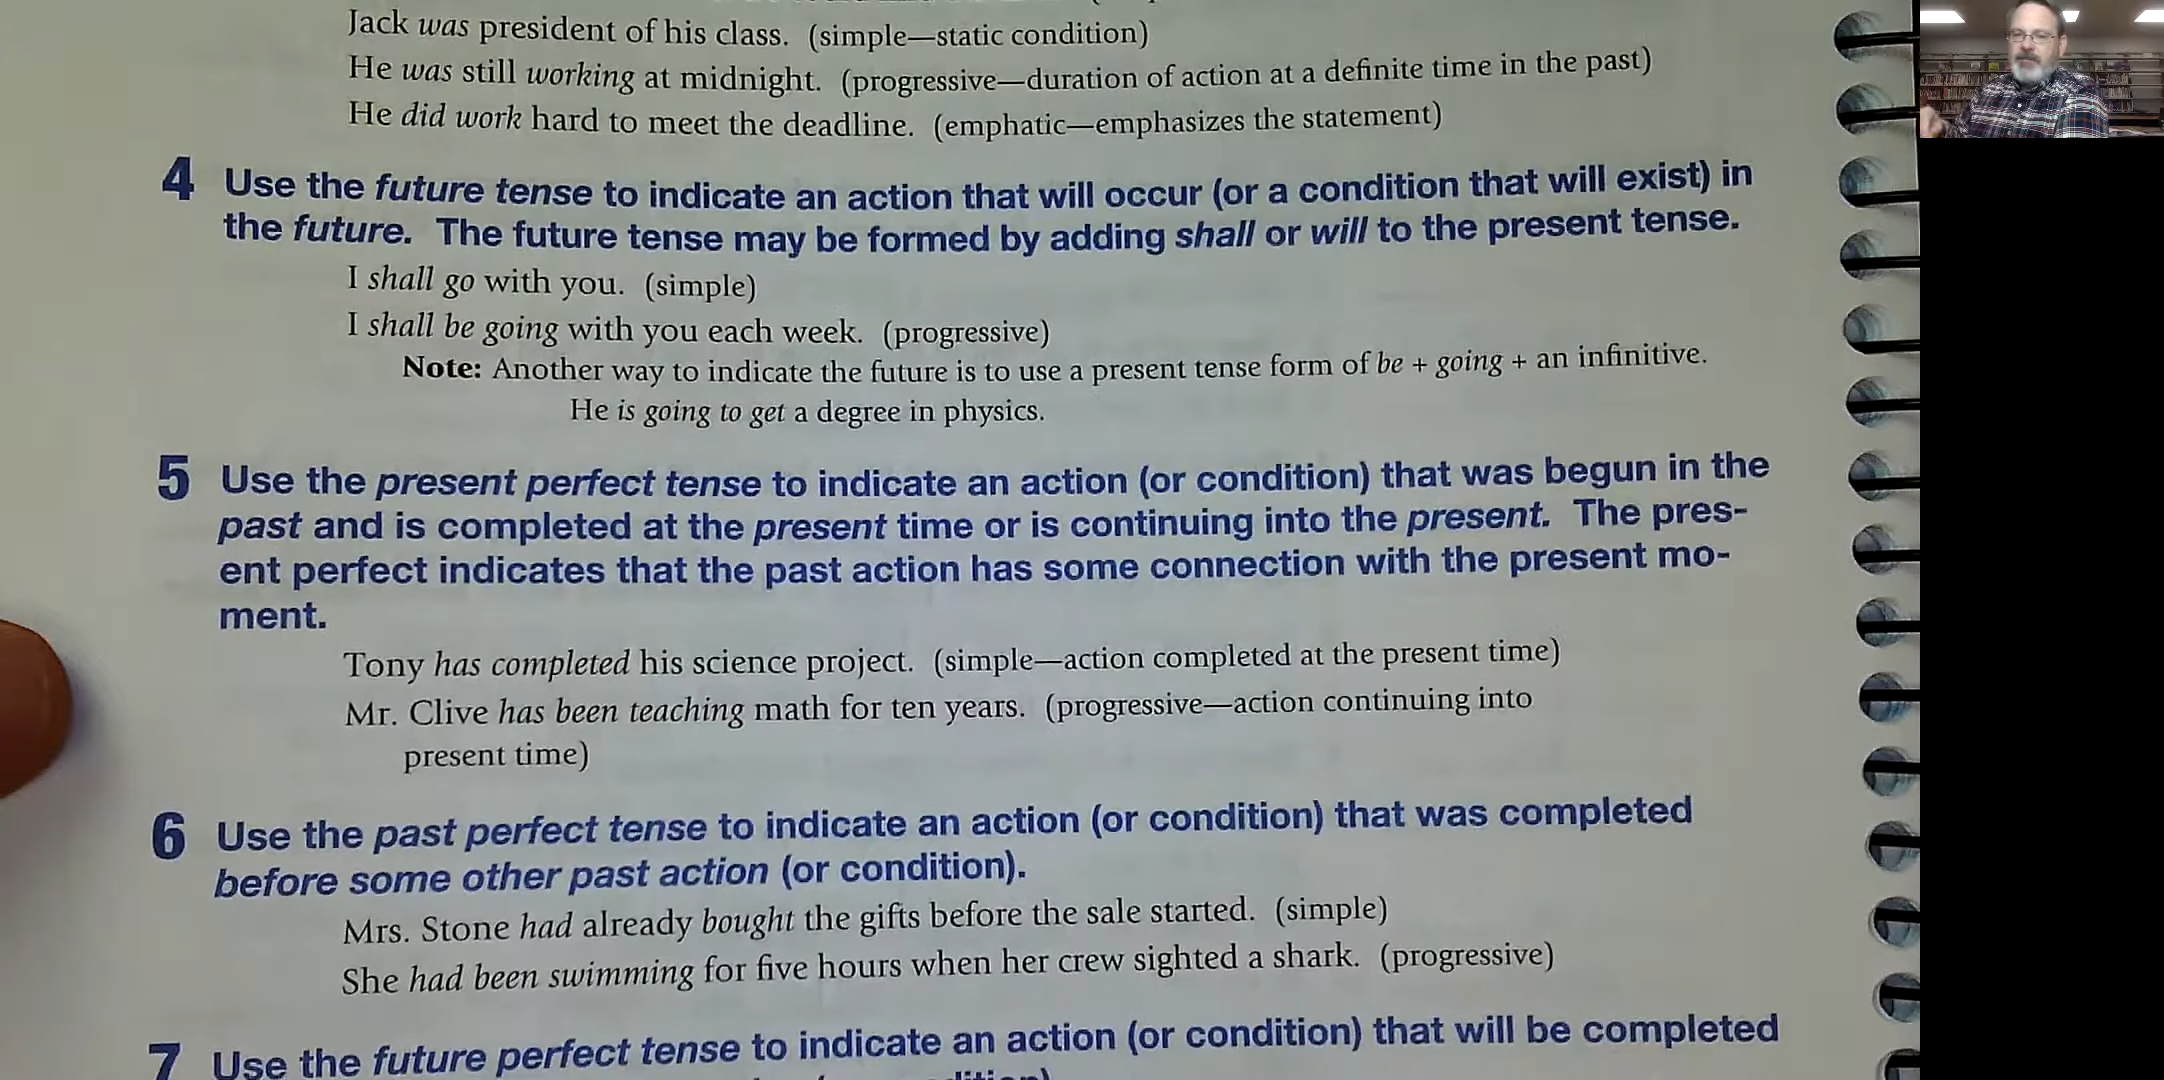 Jack was president of his class. (simple—static condition)
He was still working at midnight. (progressive—duration of action at a definite time in the past)
He did work hard to meet the deadline. (emphatic—emphasizes the statement)
4 Use the future tense to indicate an action that will occur (or a condition that will exist) in
the future. The future tense may be formed by adding shall or will to the present tense.
I shall go with you. (simple)
I shall be going with you each week. (progressive)
Note: Another way to indicate the future is to use a present tense form of be + going + an infinitive.
He is going to get a degree in physics.
5 Use the present perfect tense to indicate an action (or condition) that was begun in the
past and is completed at the present time or is continuing into the present. The pres-
ent perfect indicates that the past action has some connection with the present mo-
ment.
Tony has completed his science project. (simple—action completed at the present time)
Mr. Clive has been teaching math for ten years. (progressive—action continuing into
present time)
6 Use the past perfect tense to indicate an action (or condition) that was completed
before some other past action (or condition).
Mrs. Stone had already bought the gifts before the sale started. (simple)
She had been swimming for five hours when her crew sighted a shark. (progressive)
7 Use the future perfect tense to indicate an action (or condition) that will be completed